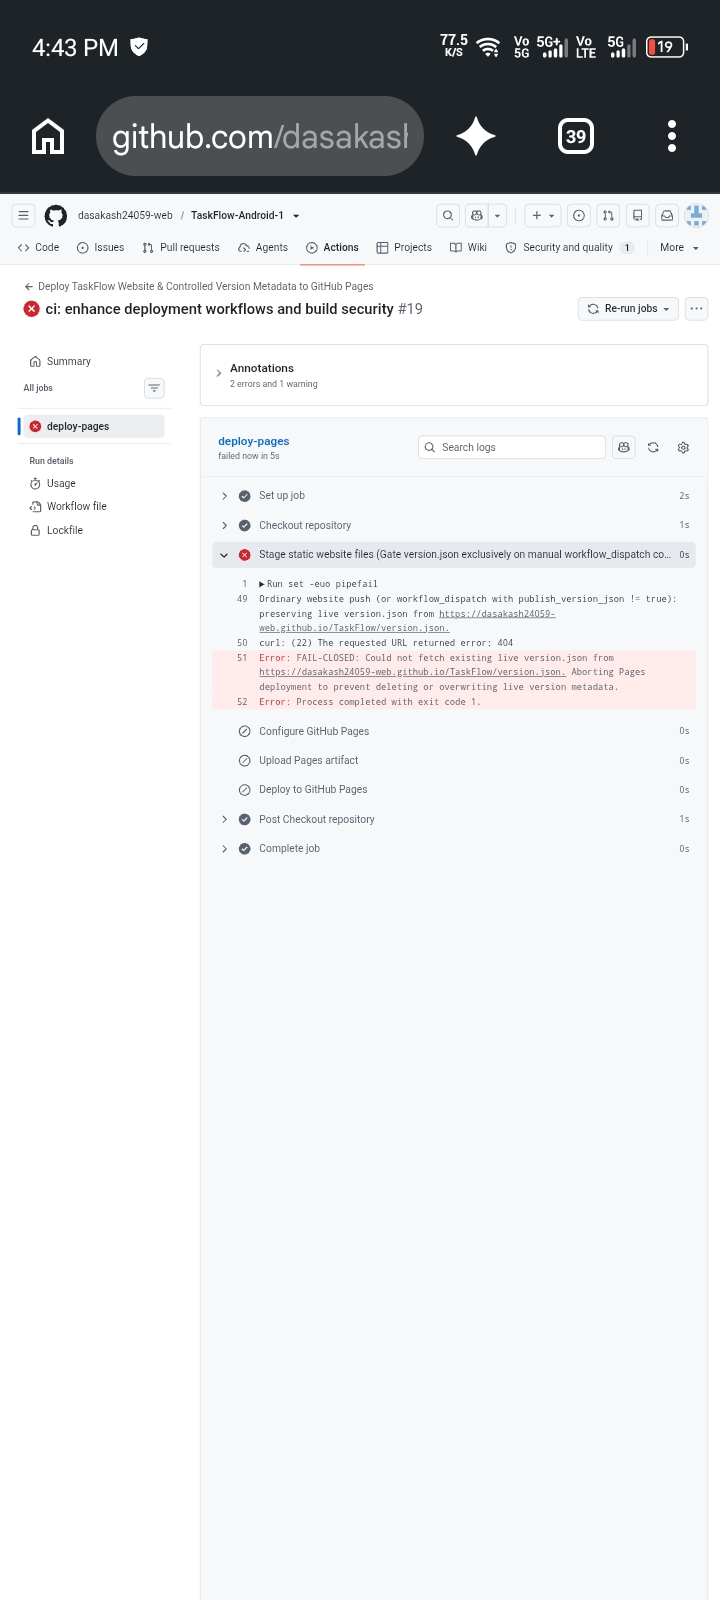 4:43 PM
77.5 K/S Vo 5G 5G+ Vo LTE 5G 19
github.com/dasakash
39
dasakash24059-web / TaskFlow-Android-1
Code Issues Pull requests Agents Actions Projects Wiki Security and quality 1 More
Deploy TaskFlow Website & Controlled Version Metadata to GitHub Pages
ci: enhance deployment workflows and build security #19
Re-run jobs
Summary
All jobs
deploy-pages
Run details
Usage
Workflow file
Lockfile
Annotations
2 errors and 1 warning
deploy-pages
failed now in 5s
Search logs
Set up job 2s
Checkout repository 1s
Stage static website files (Gate version.json exclusively on manual workflow_dispatch co... 0s
1 Run set -euo pipefail
49 Ordinary website push (or workflow_dispatch with publish_version_json != true):
preserving live version.json from https://dasakash24059-
web.github.io/TaskFlow/version.json.
50 curl: (22) The requested URL returned error: 404
51 Error: FAIL-CLOSED: Could not fetch existing live version.json from
https://dasakash24059-web.github.io/TaskFlow/version.json. Aborting Pages
deployment to prevent deleting or overwriting live version metadata.
52 Error: Process completed with exit code 1.
Configure GitHub Pages 0s
Upload Pages artifact 0s
Deploy to GitHub Pages 0s
Post Checkout repository 1s
Complete job 0s